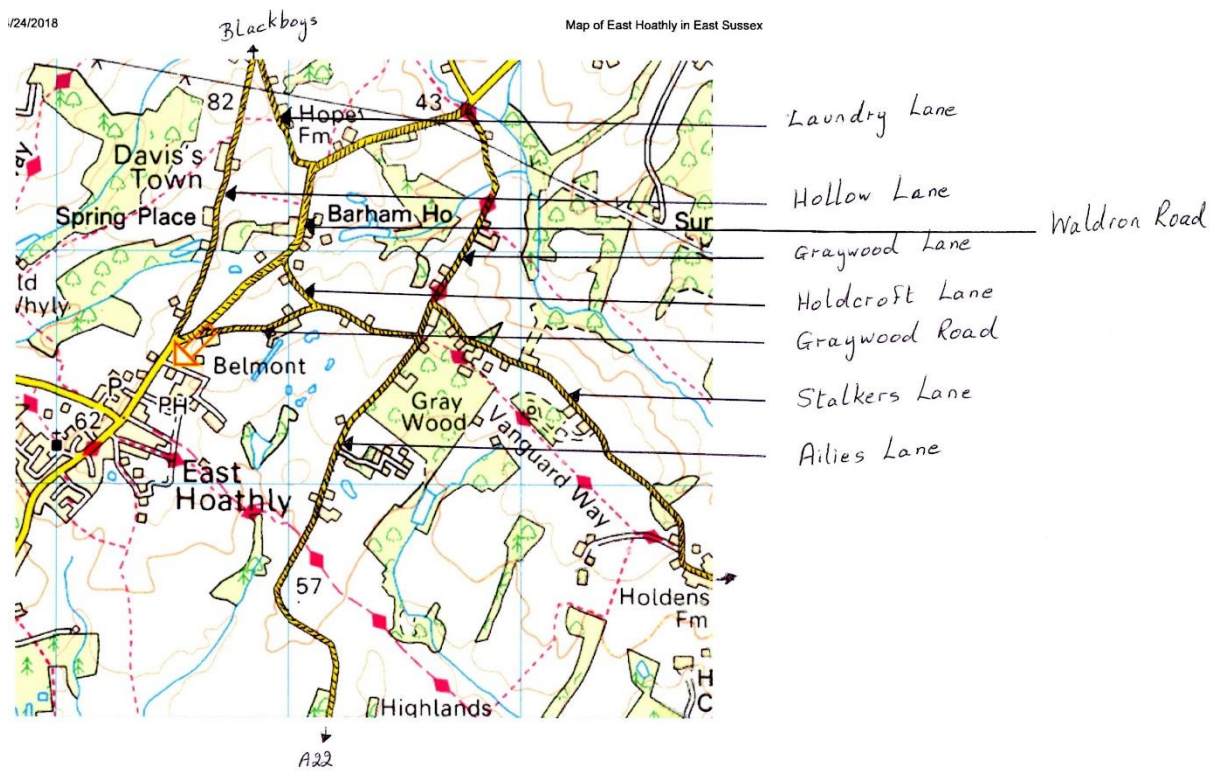 /24/2018
Map of East Hoathly in East Sussex
Blackboys
82
Hope
Fm
43
Laundry Lane
Davis's
Town
Hollow Lane
Spring Place
Barham Ho
Sur
Waldron Road
Graywood Lane
ld
/hyly
Holdcroft Lane
Graywood Road
Belmont
P
PH
62
Gray
Wood
Stalkers Lane
Vanguard Way
Ailies Lane
East
Hoathly
57
Holdens
Fm
H
C
Highlands
A22